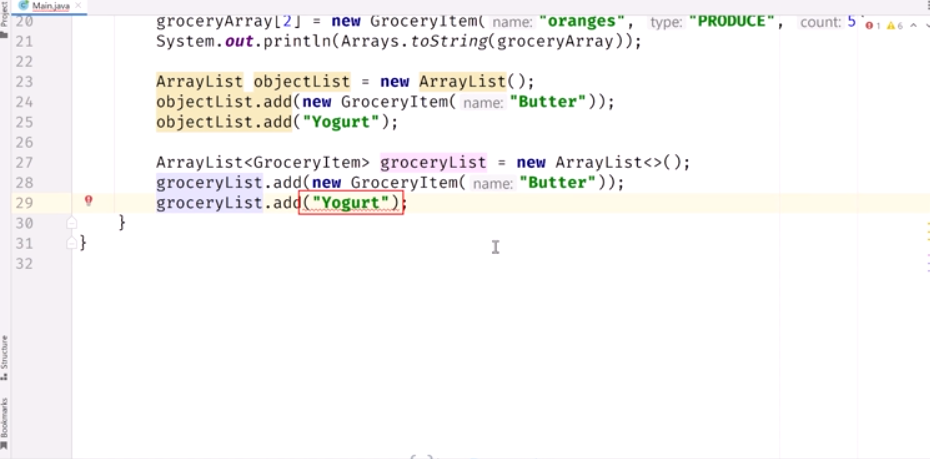 Project
Main.java ×
20 groceryArray[2] = new GroceryItem( name: "oranges", type: "PRODUCE", count: 5
1 6
21 System.out.println(Arrays.toString(groceryArray));
22
23 ArrayList objectList = new ArrayList();
24 objectList.add(new GroceryItem( name: "Butter"));
25 objectList.add("Yogurt");
26
27 ArrayList<GroceryItem> groceryList = new ArrayList<>();
28 groceryList.add(new GroceryItem( name: "Butter"));
29 groceryList.add("Yogurt");
30 }
31 }
32
Structure
Bookmarks